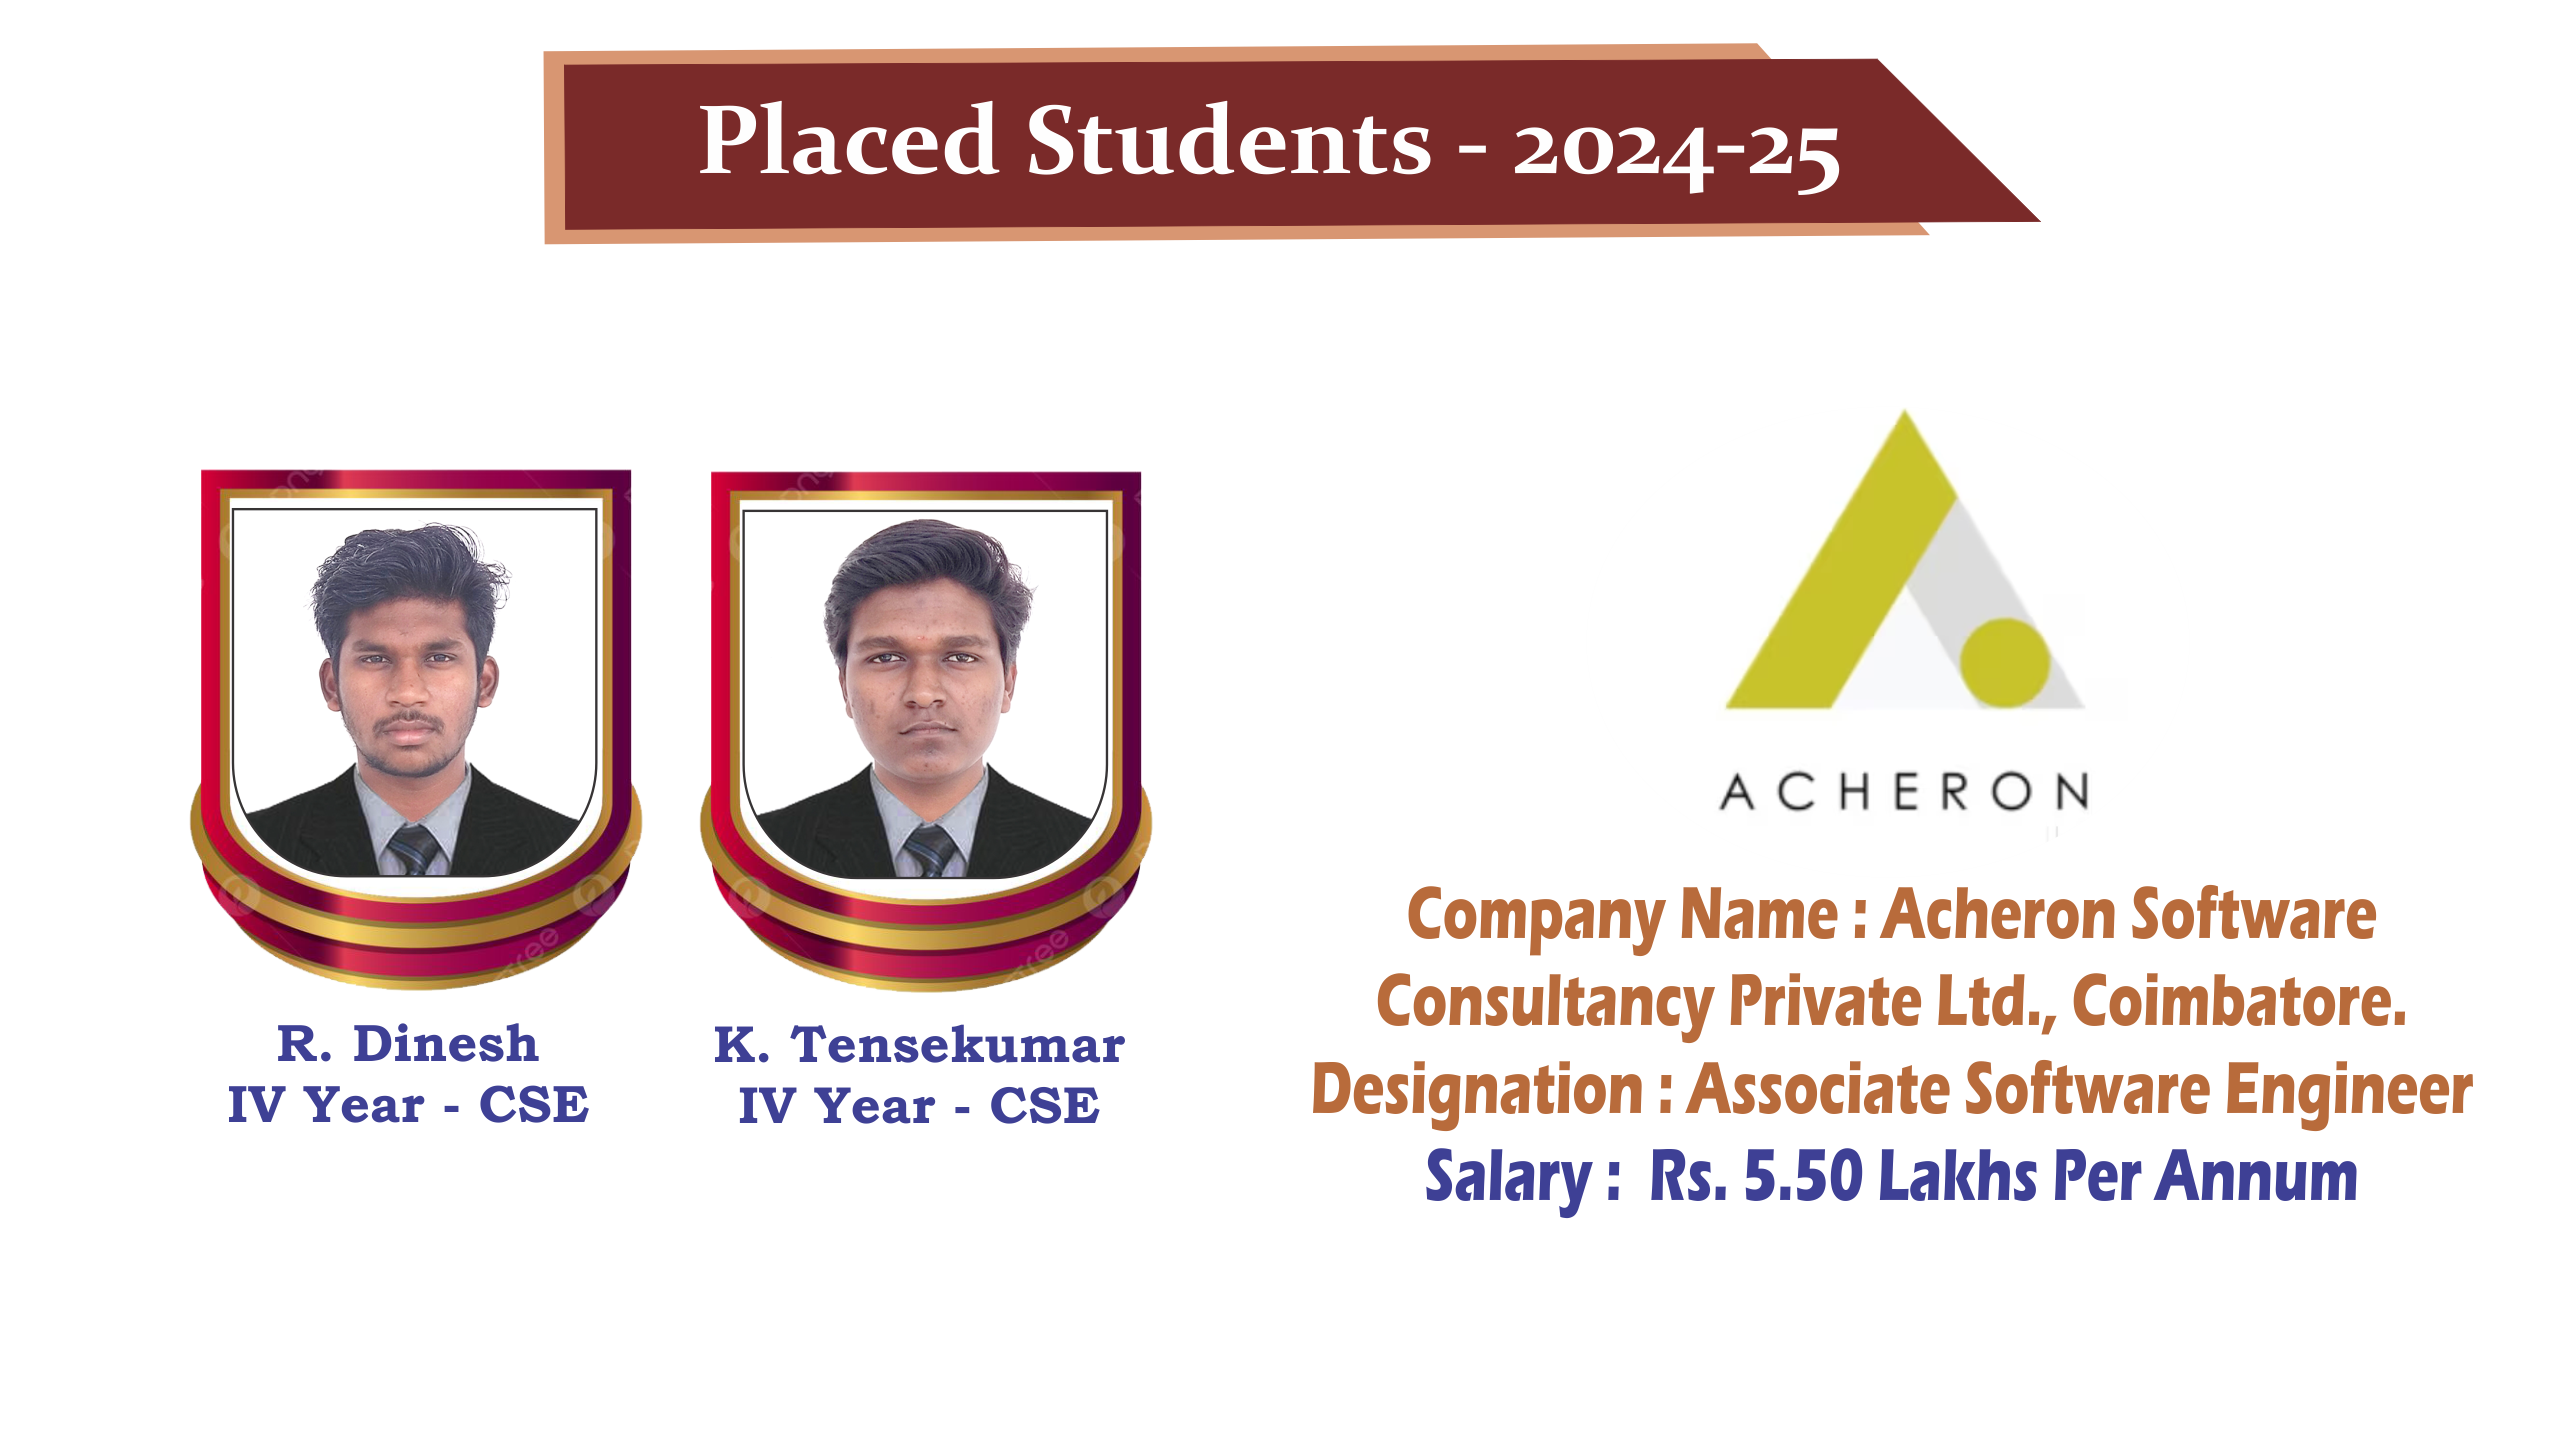 Placed Students - 2024-25
R. Dinesh
IV Year - CSE
K. Tensekumar
IV Year - CSE
ACHERON
Company Name : Acheron Software
Consultancy Private Ltd., Coimbatore.
Designation : Associate Software Engineer
Salary : Rs. 5.50 Lakhs Per Annum